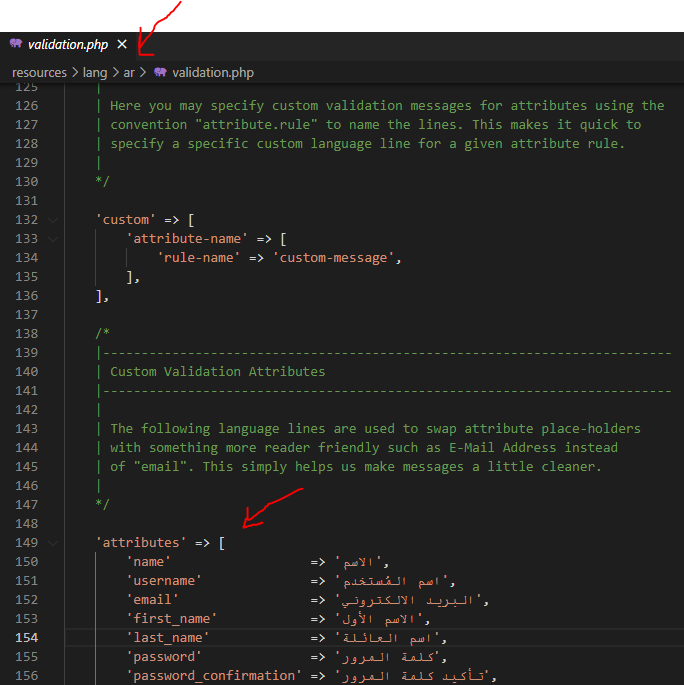 validation.php ×
resources > lang > ar > validation.php
125 |
126 | Here you may specify custom validation messages for attributes using the
127 | convention "attribute.rule" to name the lines. This makes it quick to
128 | specify a specific custom language line for a given attribute rule.
129 |
130 */
131
132 'custom' => [
133 'attribute-name' => [
134 'rule-name' => 'custom-message',
135 ],
136 ],
137
138 /*
139 |--------------------------------------------------------------------------
140 | Custom Validation Attributes
141 |--------------------------------------------------------------------------
142 |
143 | The following language lines are used to swap attribute place-holders
144 | with something more reader friendly such as E-Mail Address instead
145 | of "email". This simply helps us make messages a little cleaner.
146 |
147 */
148
149 'attributes' => [
150 'name' => 'الاسم',
151 'username' => 'اسم المُستخدم',
152 'email' => 'البريد الالكتروني',
153 'first_name' => 'الاسم الأول',
154 'last_name' => 'اسم العائلة',
155 'password' => 'كلمة المرور',
156 'password_confirmation' => 'تأكيد كلمة المرور',